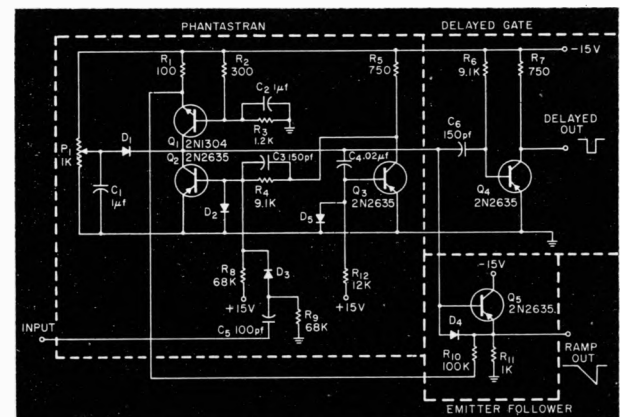 PHANTASTRAN
DELAYED GATE
R1
100
R2
300
R5
750
R6
9.1K
R7
750
-15V
C2 1µf
R3
1.2K
Q1
2N1304
Q2
2N2635
P1
1K
D1
C1
1µf
C3 150pf
R4
9.1K
C4 .02µf
Q3
2N2635
C6
150pf
DELAYED
OUT
Q4
2N2635
D2
D5
R8
68K
D3
R12
12K
+15V
+15V
R9
68K
C5 100pf
INPUT
-15V
Q5
2N2635
D4
R10
100K
R11
1K
RAMP
OUT
EMITTER FOLLOWER